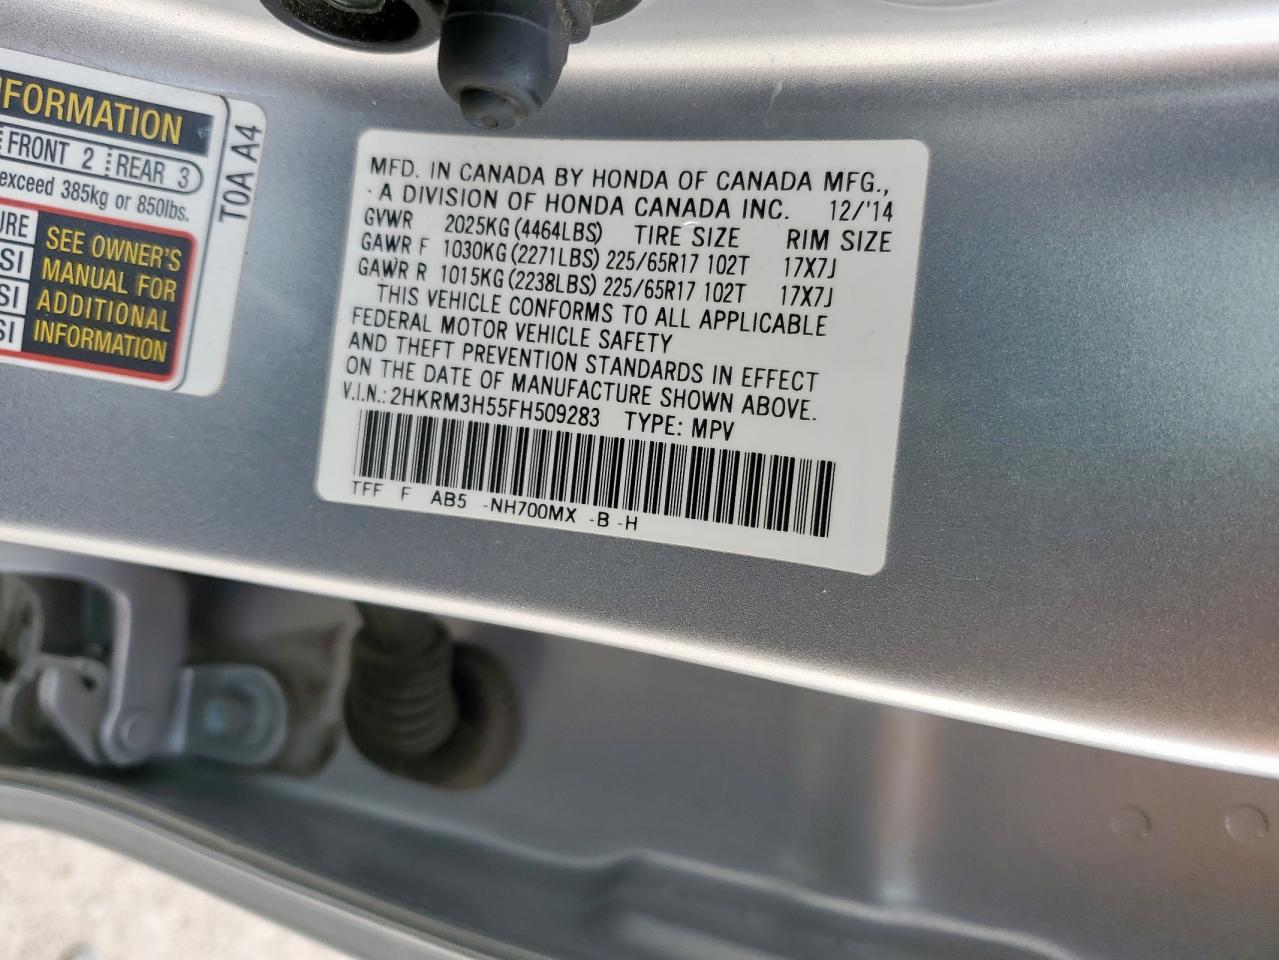 NFORMATION
FRONT 2 REAR 3
exceed 385kg or 850lbs.
URE
SI
SI
SI
SEE OWNER'S
MANUAL FOR
ADDITIONAL
INFORMATION
T0A A4
MFD. IN CANADA BY HONDA OF CANADA MFG.,
A DIVISION OF HONDA CANADA INC. 12/'14
GVWR 2025KG (4464LBS) TIRE SIZE RIM SIZE
GAWR F 1030KG (2271LBS) 225/65R17 102T 17X7J
GAWR R 1015KG (2238LBS) 225/65R17 102T 17X7J
THIS VEHICLE CONFORMS TO ALL APPLICABLE
FEDERAL MOTOR VEHICLE SAFETY
AND THEFT PREVENTION STANDARDS IN EFFECT
ON THE DATE OF MANUFACTURE SHOWN ABOVE.
V.I.N.: 2HKRM3H55FH509283 TYPE: MPV
TFF F AB5 -NH700MX -B -H